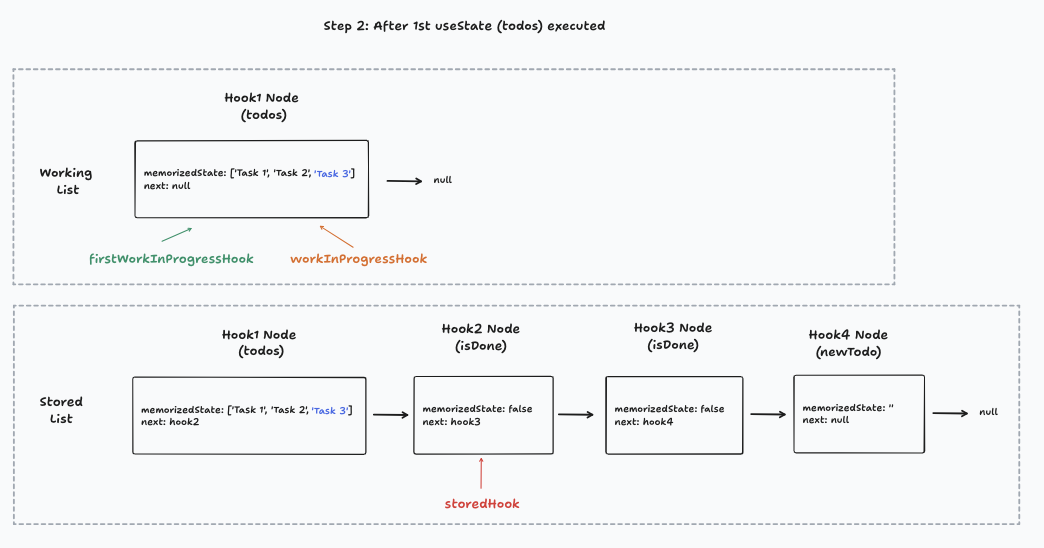 Step 2: After 1st useState (todos) executed
Hook1 Node
(todos)
Working
List
memorizedState: ['Task 1', 'Task 2', 'Task 3']
next: null
null
firstWorkInProgressHook
workInProgressHook
Stored
List
Hook1 Node
(todos)
memorizedState: ['Task 1', 'Task 2', 'Task 3']
next: hook2
Hook2 Node
(isDone)
memorizedState: false
next: hook3
Hook3 Node
(isDone)
memorizedState: false
next: hook4
Hook4 Node
(newTodo)
memorizedState: ''
next: null
null
storedHook